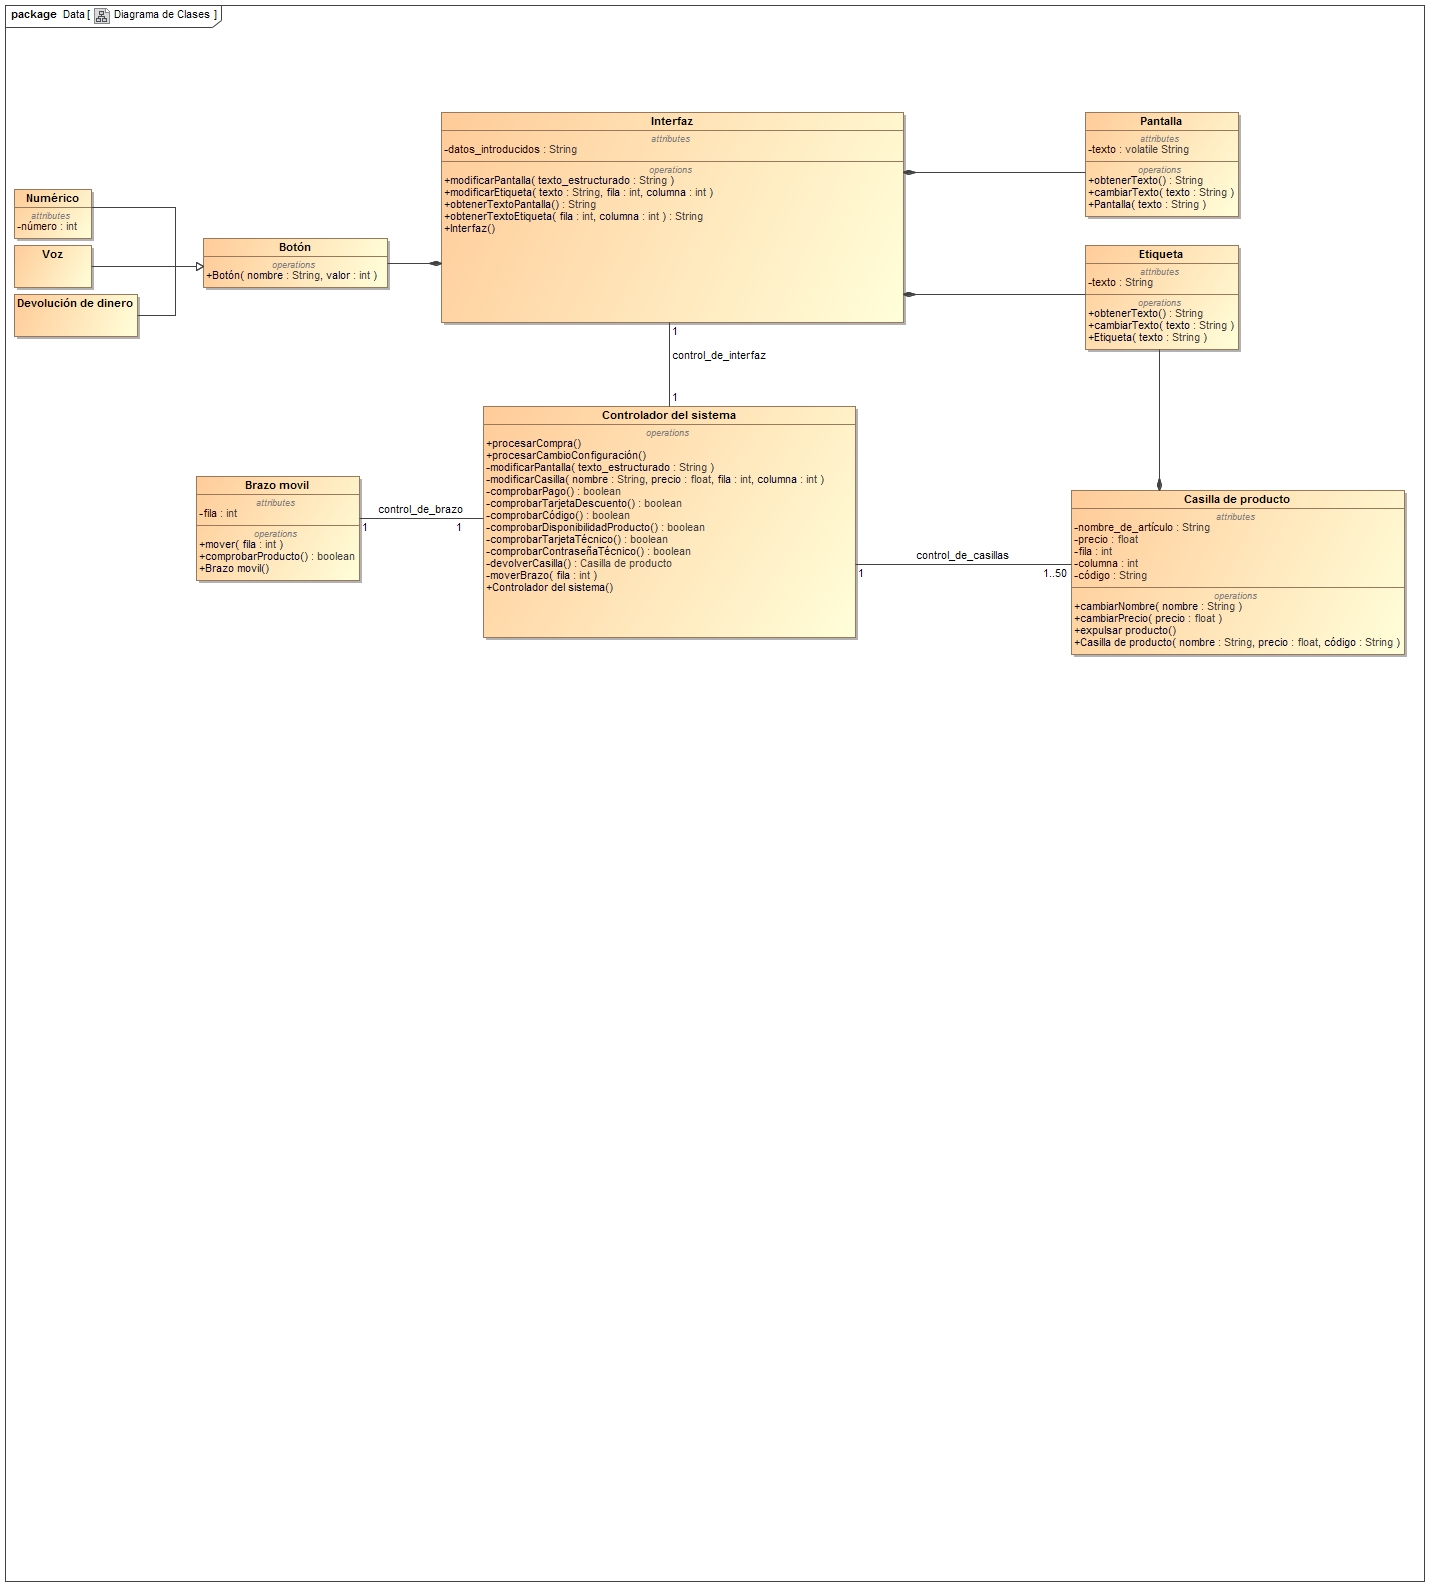 package Data [ Diagrama de Clases ]
Interfaz
attributes
-datos_introducidos : String
operations
+modificarPantalla( texto_estructurado : String )
+modificarEtiqueta( texto : String, fila : int, columna : int )
+obtenerTextoPantalla() : String
+obtenerTextoEtiqueta( fila : int, columna : int ) : String
+Interfaz()
Pantalla
attributes
-texto : volatile String
operations
+obtenerTexto() : String
+cambiarTexto( texto : String )
+Pantalla( texto : String )
Numérico
attributes
-número : int
Voz
Devolución de dinero
Botón
operations
+Botón( nombre : String, valor : int )
Etiqueta
attributes
-texto : String
operations
+obtenerTexto() : String
+cambiarTexto( texto : String )
+Etiqueta( texto : String )
1
control_de_interfaz
1
Controlador del sistema
operations
+procesarCompra()
+procesarCambioConfiguración()
-modificarPantalla( texto_estructurado : String )
-modificarCasilla( nombre : String, precio : float, fila : int, columna : int )
-comprobarPago() : boolean
-comprobarTarjetaDescuento() : boolean
-comprobarCódigo() : boolean
-comprobarDisponibilidadProducto() : boolean
-comprobarTarjetaTécnico() : boolean
-comprobarContraseñaTécnico() : boolean
-devolverCasilla() : Casilla de producto
-moverBrazo( fila : int )
+Controlador del sistema()
Brazo movil
attributes
-fila : int
operations
+mover( fila : int )
+comprobarProducto() : boolean
+Brazo movil()
control_de_brazo
1 1
control_de_casillas
1 1..50
Casilla de producto
attributes
-nombre_de_artículo : String
-precio : float
-fila : int
-columna : int
-código : String
operations
+cambiarNombre( nombre : String )
+cambiarPrecio( precio : float )
+expulsar producto()
+Casilla de producto( nombre : String, precio : float, código : String )